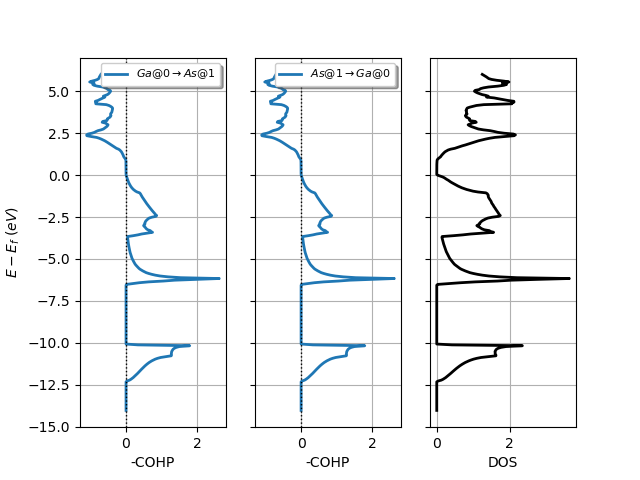 Ga@0 → As@1
As@1 → Ga@0
E − E_f (eV)
5.0
2.5
0.0
−2.5
−5.0
−7.5
−10.0
−12.5
−15.0
0 2
0 2
0 2
-COHP
-COHP
DOS